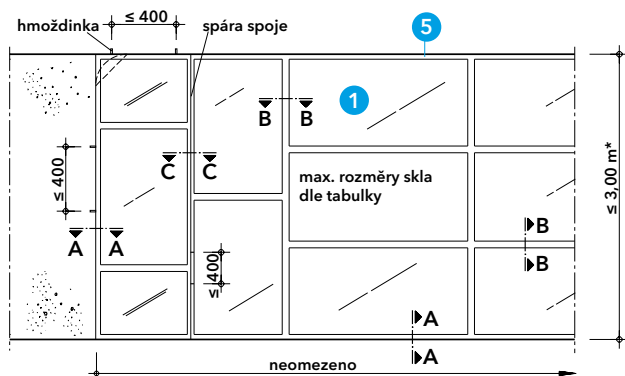 ≤ 400
hmoždinka
spára spoje
5
1
B B
C C
≤ 400
max. rozměry skla
dle tabulky
≤ 3,00 m*
A A
B
B
≤ 400
A
A
neomezeno